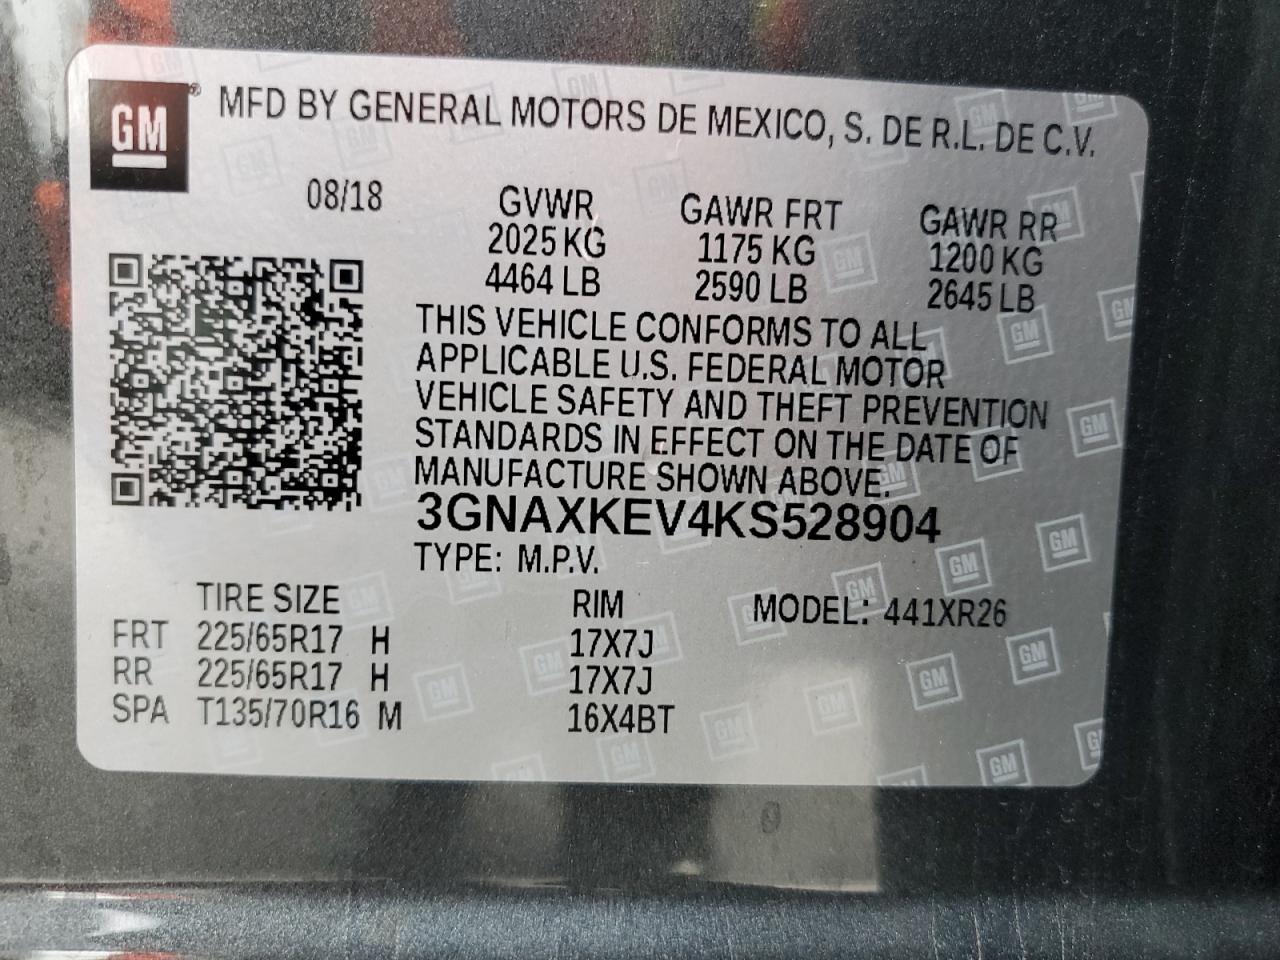 GM® MFD BY GENERAL MOTORS DE MEXICO, S. DE R.L. DE C.V.
08/18 GVWR GAWR FRT GAWR RR
2025 KG 1175 KG 1200 KG
4464 LB 2590 LB 2645 LB
THIS VEHICLE CONFORMS TO ALL
APPLICABLE U.S. FEDERAL MOTOR
VEHICLE SAFETY AND THEFT PREVENTION
STANDARDS IN EFFECT ON THE DATE OF
MANUFACTURE SHOWN ABOVE.
3GNAXKEV4KS528904
TYPE: M.P.V.
TIRE SIZE RIM MODEL: 441XR26
FRT 225/65R17 H 17X7J
RR 225/65R17 H 17X7J
SPA T135/70R16 M 16X4BT